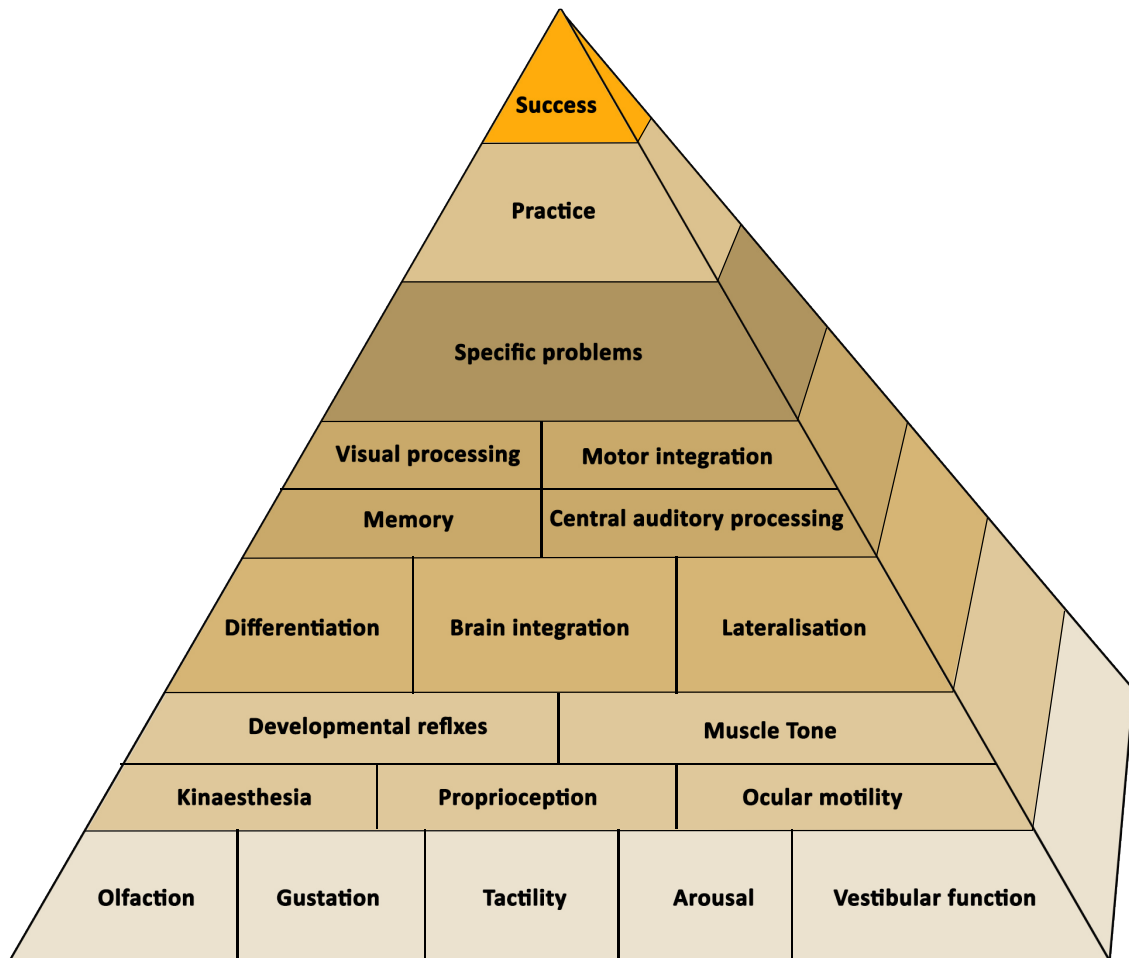 Success
Practice
Specific problems
Visual processing
Motor integration
Memory
Central auditory processing
Differentiation
Brain integration
Lateralisation
Developmental reflxes
Muscle Tone
Kinaesthesia
Proprioception
Ocular motility
Olfaction
Gustation
Tactility
Arousal
Vestibular function